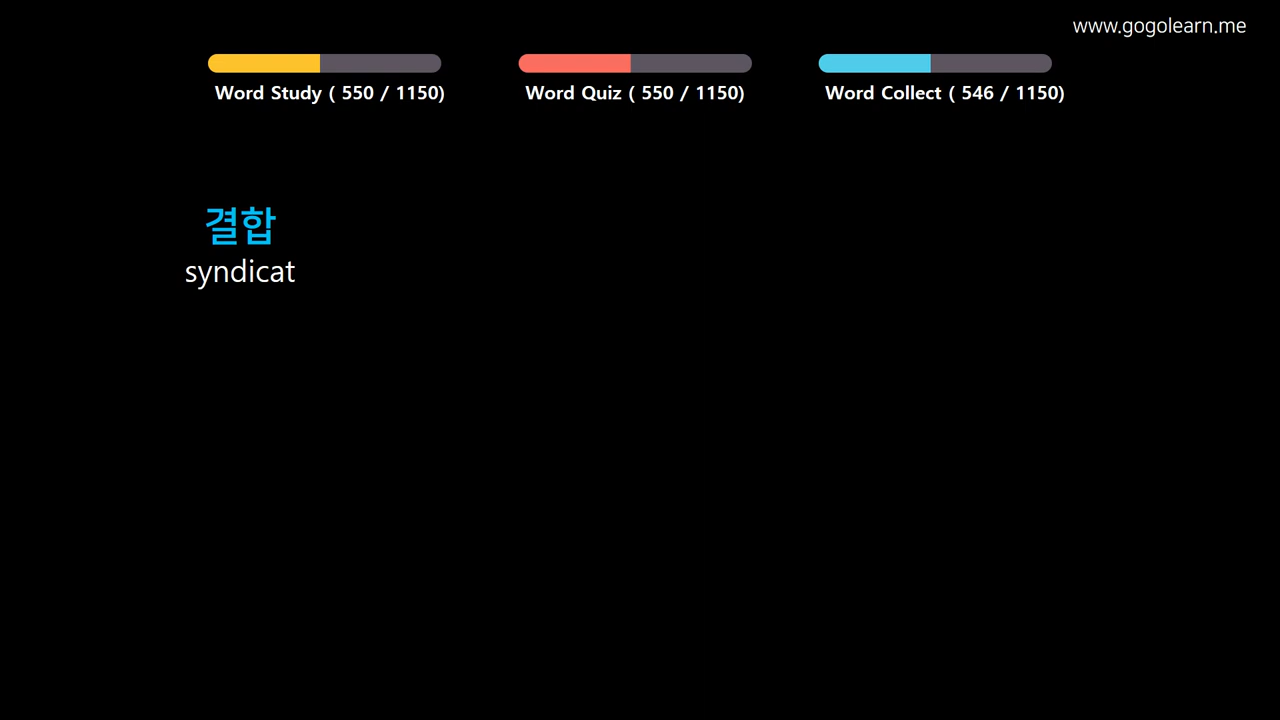 www.gogolearn.me
Word Study ( 550 / 1150)
Word Quiz ( 550 / 1150)
Word Collect ( 546 / 1150)
결합
syndicat